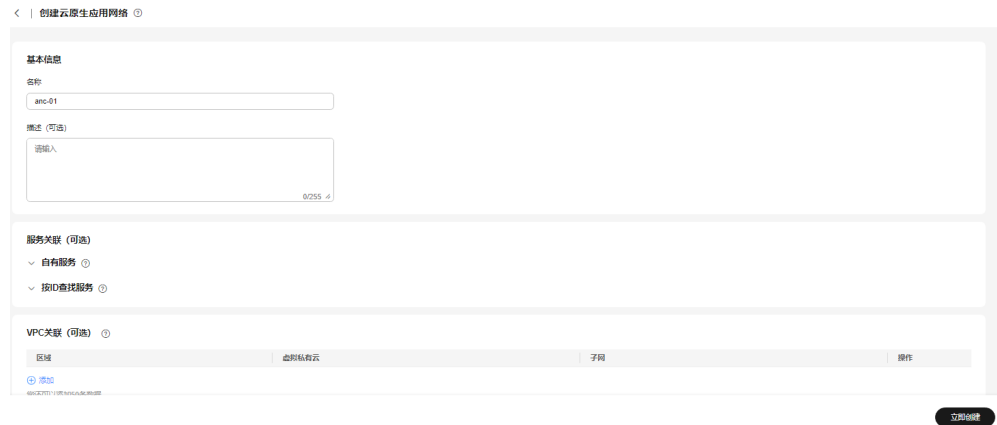 创建云原生应用网络
基本信息
名称
anc-01
描述 (可选)
请输入
0/255
服务关联 (可选)
自有服务
按ID查找服务
VPC关联 (可选)
区域 虚拟私有云 子网 操作
添加
立即创建